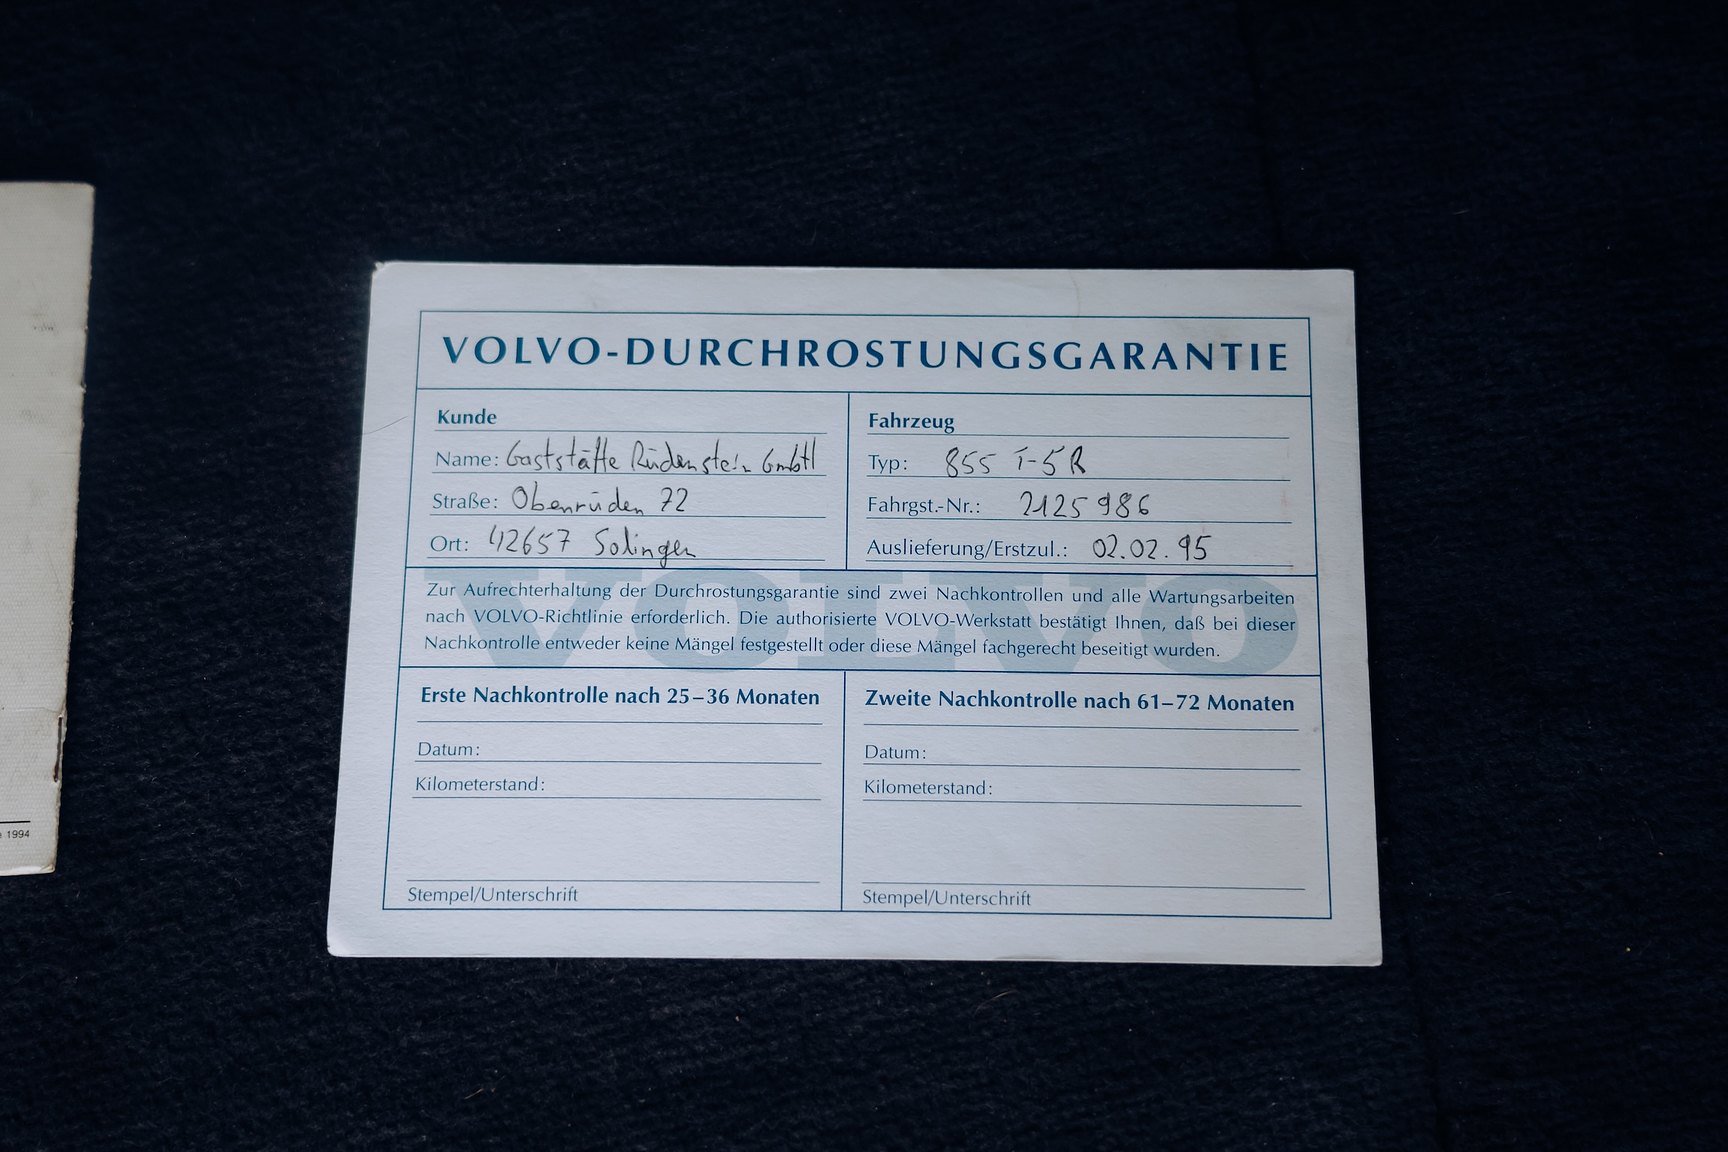 VOLVO-DURCHROSTUNGSGARANTIE
Kunde
Name: Gaststätte Rüdenstein GmbH
Straße: Obenrüden 72
Ort: 42657 Solingen
Fahrzeug
Typ: 855 T-5R
Fahrgst.-Nr.: 2125986
Auslieferung/Erstzul.: 02.02.95
VOLVO
Zur Aufrechterhaltung der Durchrostungsgarantie sind zwei Nachkontrollen und alle Wartungsarbeiten
nach VOLVO-Richtlinie erforderlich. Die authorisierte VOLVO-Werkstatt bestätigt Ihnen, daß bei dieser
Nachkontrolle entweder keine Mängel festgestellt oder diese Mängel fachgerecht beseitigt wurden.
Erste Nachkontrolle nach 25–36 Monaten
Datum:
Kilometerstand:
Stempel/Unterschrift
Zweite Nachkontrolle nach 61–72 Monaten
Datum:
Kilometerstand:
Stempel/Unterschrift
1994